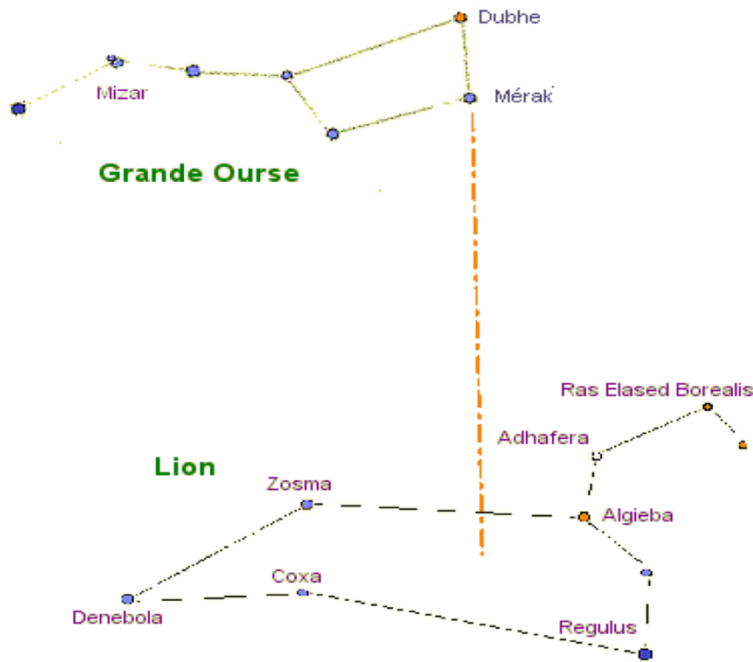 Dubhe
Mizar
Mérak
Grande Ourse
Ras Elased Borealis
Adhafera
Lion
Zosma
Algieba
Coxa
Denebola
Regulus